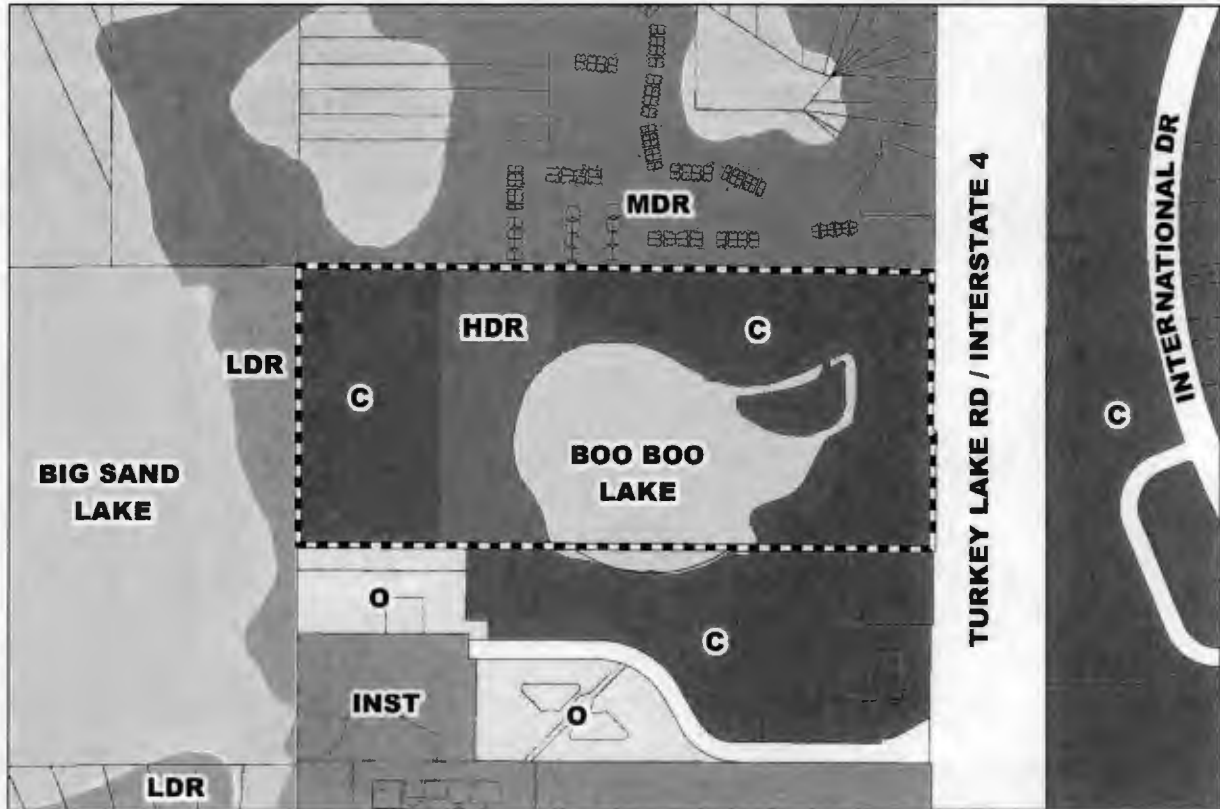 MDR
TURKEY LAKE RD / INTERSTATE 4
INTERNATIONAL DR
HDR
C
LDR
C
C
BIG SAND
LAKE
BOO BOO
LAKE
O
C
INST
O
LDR